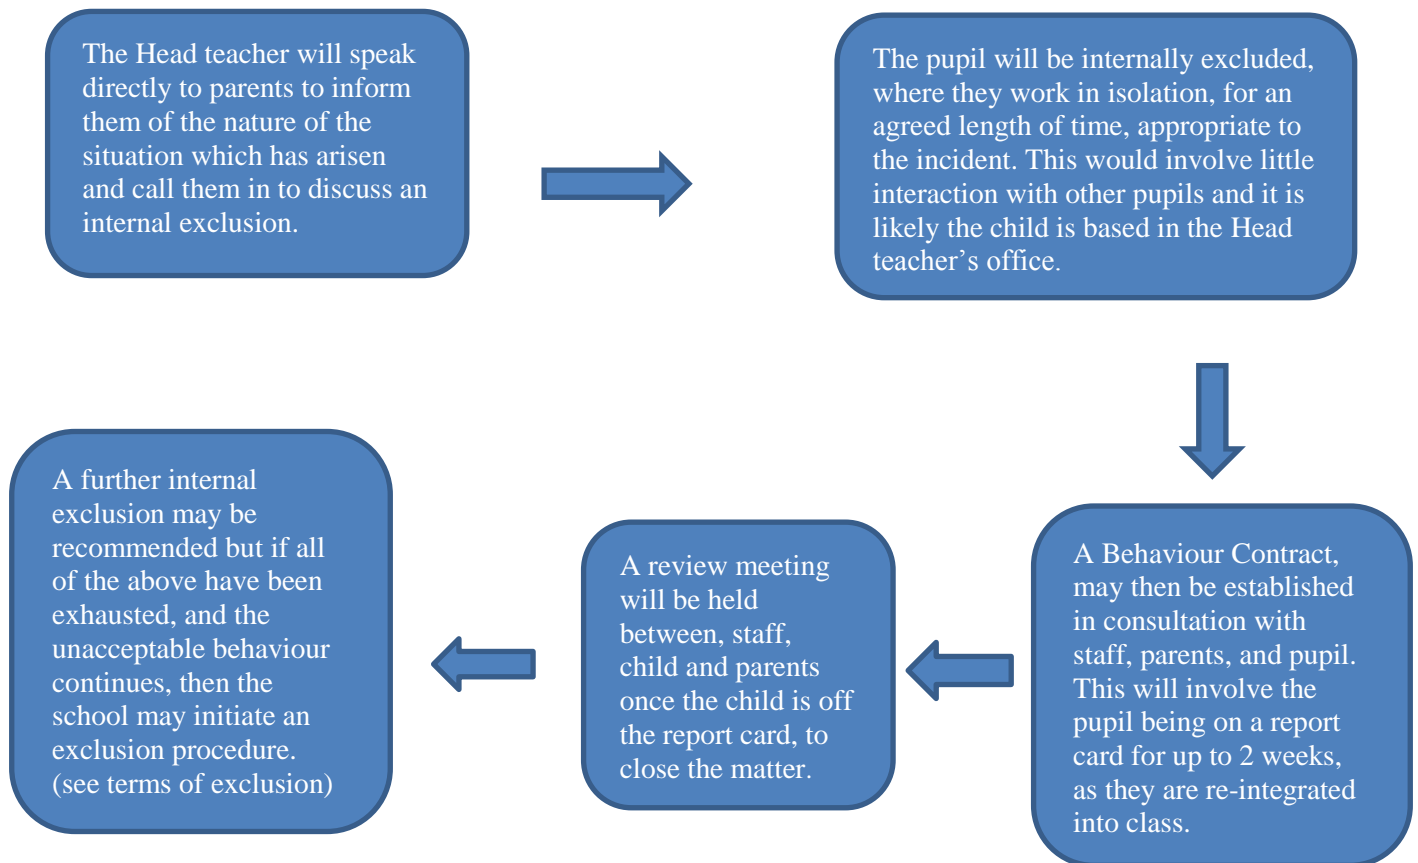 The Head teacher will speak
directly to parents to inform
them of the nature of the
situation which has arisen
and call them in to discuss an
internal exclusion.
The pupil will be internally excluded,
where they work in isolation, for an
agreed length of time, appropriate to
the incident. This would involve little
interaction with other pupils and it is
likely the child is based in the Head
teacher’s office.
A Behaviour Contract,
may then be established
in consultation with
staff, parents, and pupil.
This will involve the
pupil being on a report
card for up to 2 weeks,
as they are re-integrated
into class.
A review meeting
will be held
between, staff,
child and parents
once the child is off
the report card, to
close the matter.
A further internal
exclusion may be
recommended but if all
of the above have been
exhausted, and the
unacceptable behaviour
continues, then the
school may initiate an
exclusion procedure.
(see terms of exclusion)